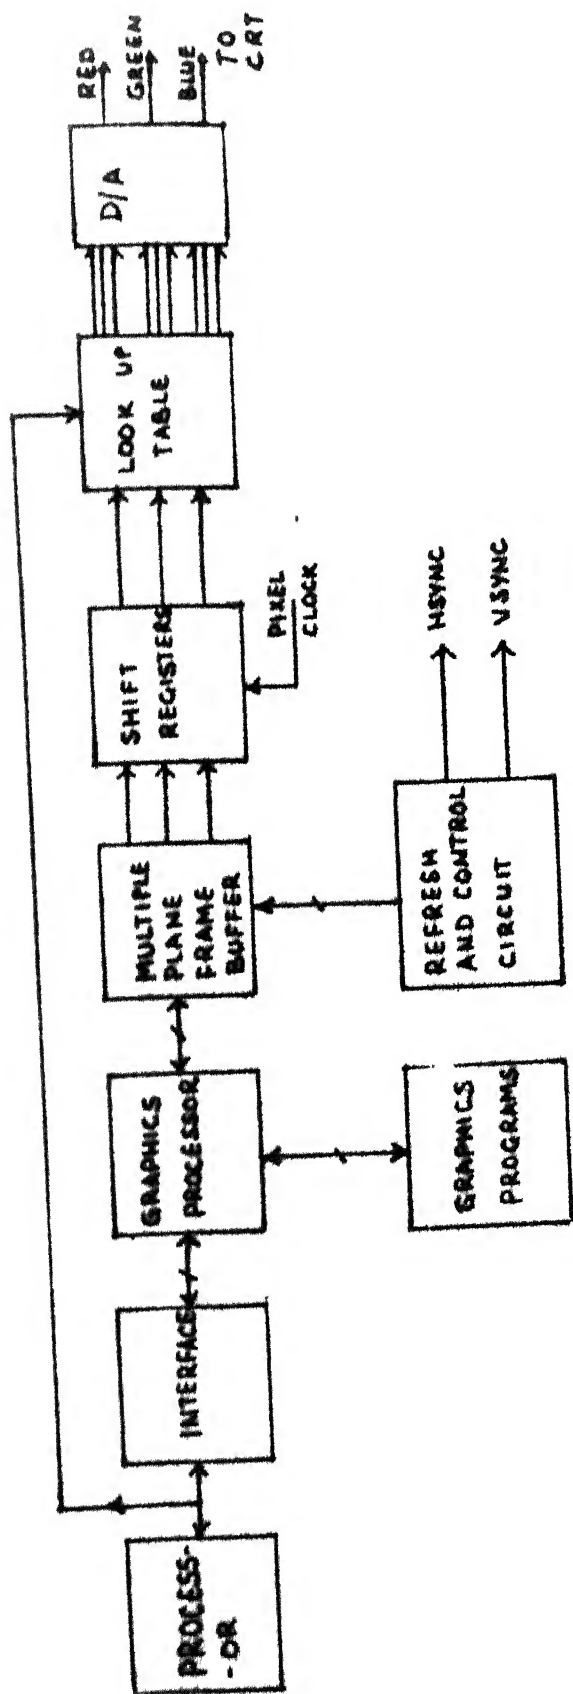 PROCESS-
-OR
INTERFACE
GRAPHICS
PROCESSOR
MULTIPLE
PLANE
FRAME
BUFFER
SHIFT
REGISTERS
LOOK UP
TABLE
D/A
RED
GREEN
BLUE
TO
CRT
PIXEL
CLOCK
GRAPHICS
PROGRAMS
REFRESH
AND CONTROL
CIRCUIT
HSYNC
VSYNC